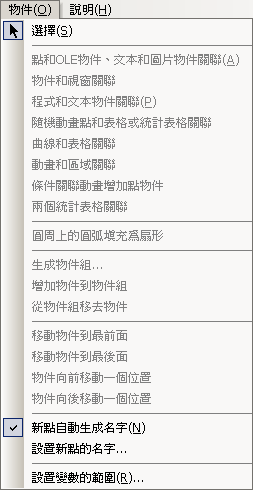 物件(O) 說明(H)
選擇(S)
點和OLE物件、文本和圖片物件關聯(A)
物件和視窗關聯
程式和文本物件關聯(P)
隨機動畫點和表格或統計表格關聯
曲線和表格關聯
動畫和區域關聯
條件關聯動畫增加點物件
兩個統計表格關聯
圓周上的圓弧填充爲扇形
生成物件組...
增加物件到物件組
從物件組移去物件
移動物件到最前面
移動物件到最後面
物件向前移動一個位置
物件向後移動一個位置
新點自動生成名字(N)
設置新點的名字...
設置變數的範圍(R)...